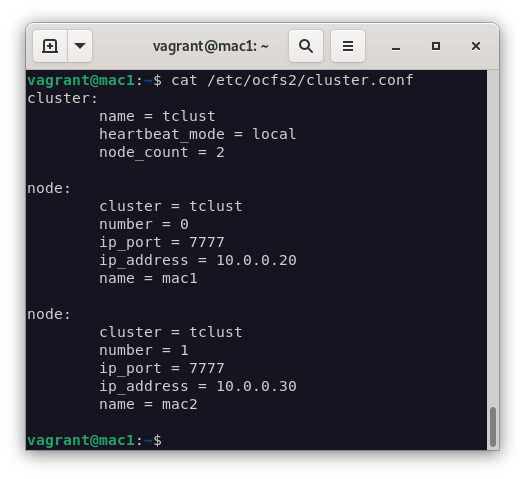 vagrant@mac1: ~
vagrant@mac1:~$ cat /etc/ocfs2/cluster.conf
cluster:
        name = tclust
        heartbeat_mode = local
        node_count = 2

node:
        cluster = tclust
        number = 0
        ip_port = 7777
        ip_address = 10.0.0.20
        name = mac1

node:
        cluster = tclust
        number = 1
        ip_port = 7777
        ip_address = 10.0.0.30
        name = mac2

vagrant@mac1:~$